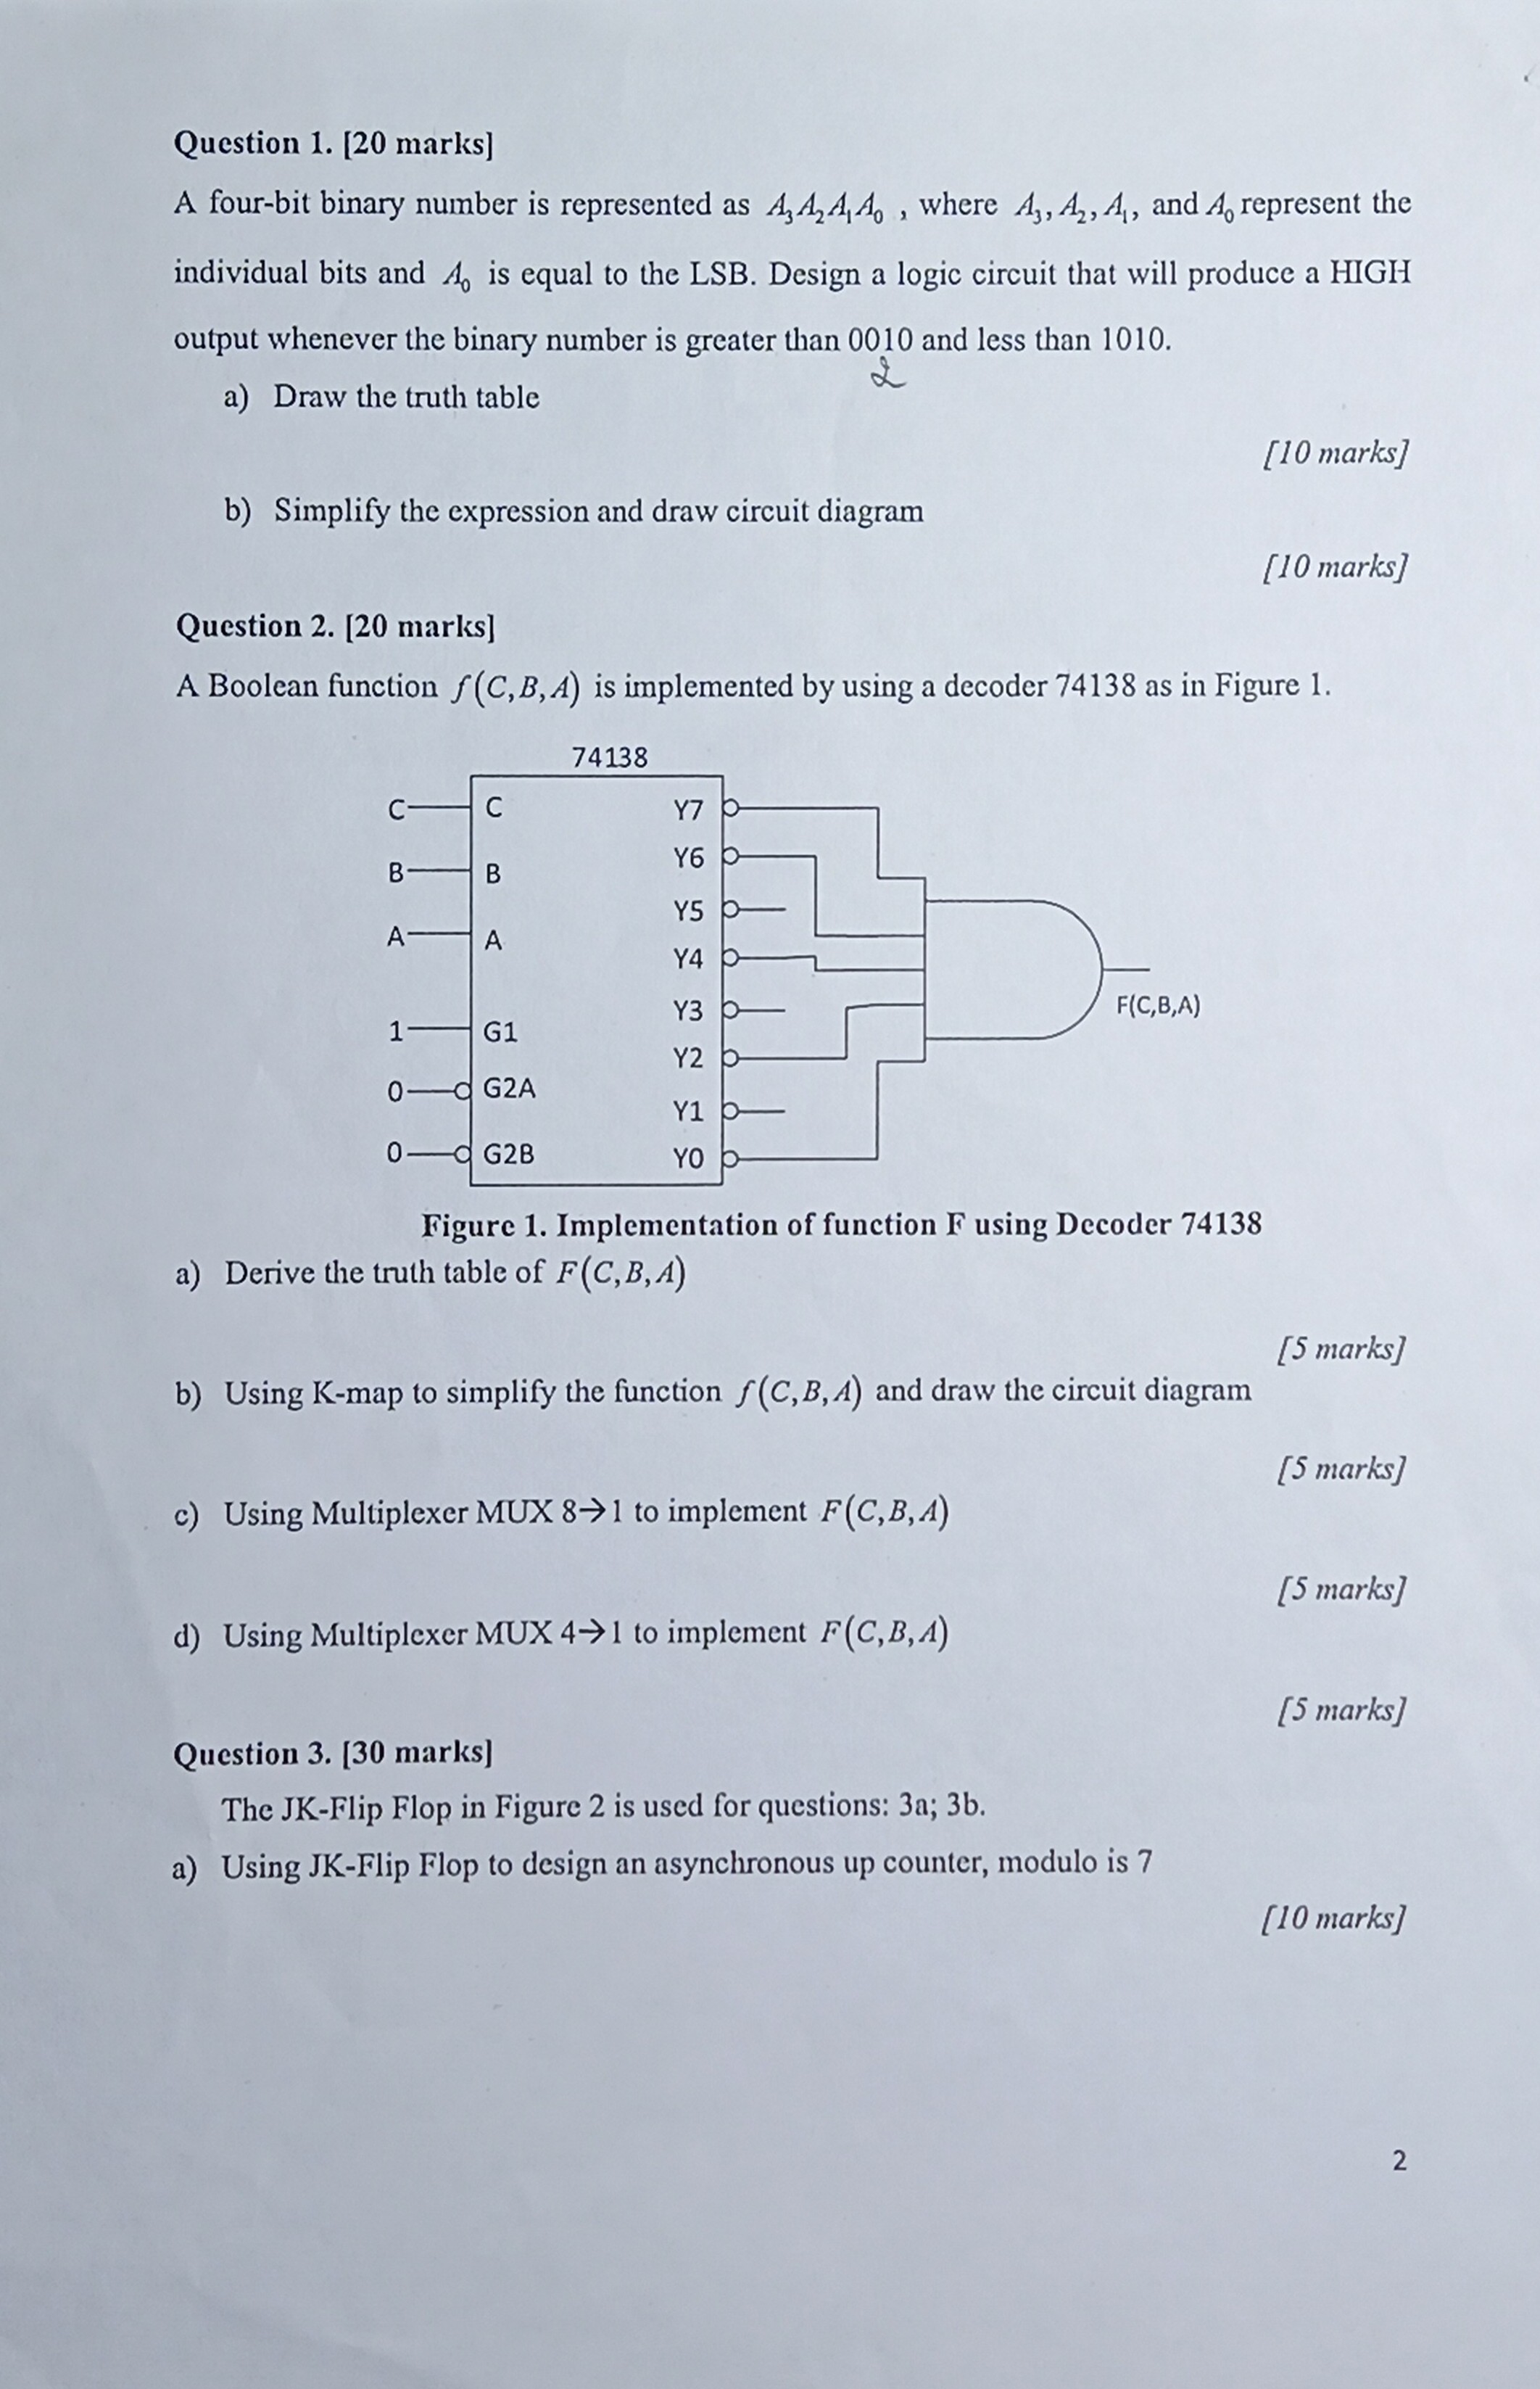 Question 1. [20 marks]
A four-bit binary number is represented as A₃A₂A₁A₀ , where A₃, A₂, A₁, and A₀ represent the
individual bits and A₀ is equal to the LSB. Design a logic circuit that will produce a HIGH
output whenever the binary number is greater than 0010 and less than 1010.
2
a) Draw the truth table
[10 marks]
b) Simplify the expression and draw circuit diagram
[10 marks]
Question 2. [20 marks]
A Boolean function f(C,B,A) is implemented by using a decoder 74138 as in Figure 1.
74138
C C Y7
Y6
B B
Y5
A A
Y4
Y3
F(C,B,A)
1 G1
Y2
0 G2A
Y1
0 G2B Y0
Figure 1. Implementation of function F using Decoder 74138
a) Derive the truth table of F(C,B,A)
[5 marks]
b) Using K-map to simplify the function f(C,B,A) and draw the circuit diagram
[5 marks]
c) Using Multiplexer MUX 8→1 to implement F(C,B,A)
[5 marks]
d) Using Multiplexer MUX 4→1 to implement F(C,B,A)
[5 marks]
Question 3. [30 marks]
The JK-Flip Flop in Figure 2 is used for questions: 3a; 3b.
a) Using JK-Flip Flop to design an asynchronous up counter, modulo is 7
[10 marks]
2